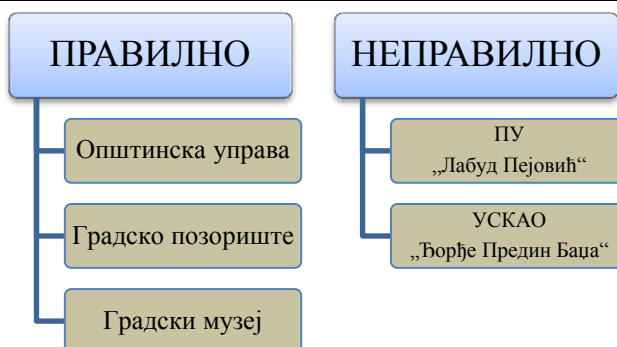 ПРАВИЛНО
Општинска управа
Градско позориште
Градски музеј
НЕПРАВИЛНО
ПУ
„Лабуд Пејовић“
УСКАО
„Ђорђе Предин Баџа“